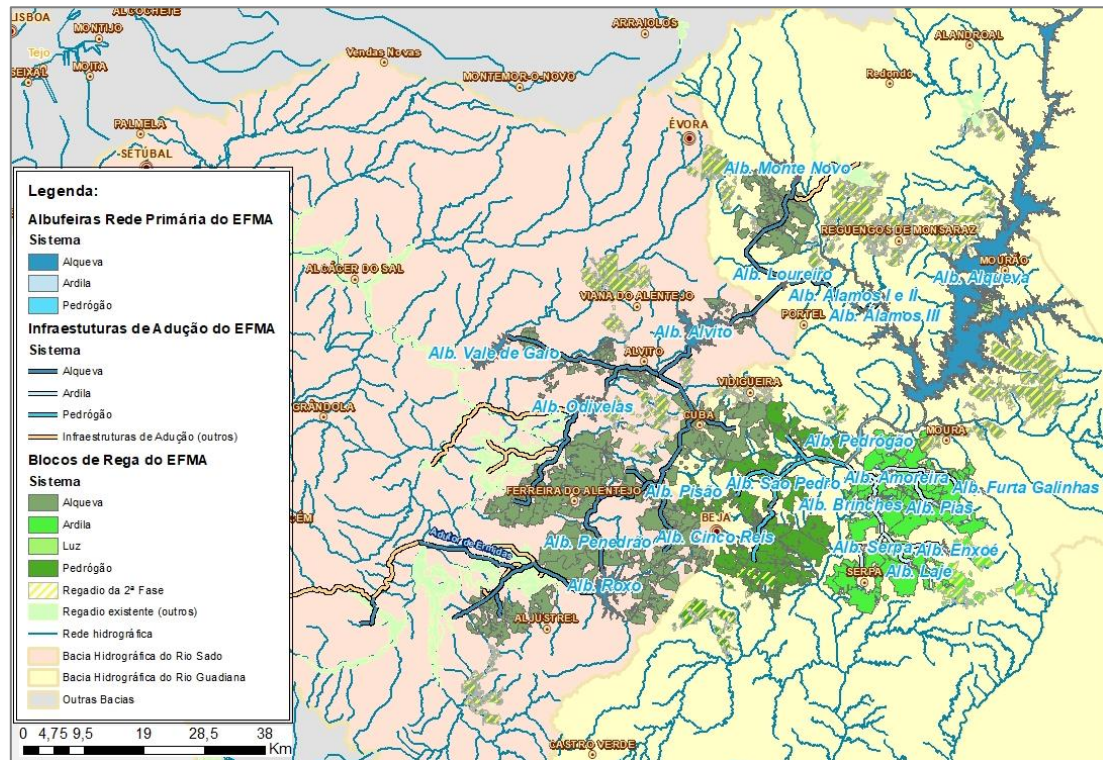 LISBOA
ALCOCHETE
MONTIJO
ARRAIOLOS
ALANDROAL
Tejo
SEIXAL
MOITA
Vendas Novas
MONTEMOR-O-NOVO
Redondo
PALMELA
SETÚBAL
ÉVORA
Alb. Monte Novo
REGUENGOS DE MONSARAZ
MOURÃO
ALCÁCER DO SAL
Alb. Loureiro
Alb. Alqueva
VIANA DO ALENTEJO
Alb. Álamos I e II
PORTEL
Alb. Álamos III
Alb. Alvito
Alb. Vale de Gaio
ALVITO
VIDIGUEIRA
GRÂNDOLA
Alb. Odivelas
CUBA
Alb. Pedrógão
MOURA
Alb. São Pedro
Alb. Amoreira
Alb. Furta Galinhas
FERREIRA DO ALENTEJO
Alb. Pisão
Alb. Brinches
Alb. Pias
BEJA
Adutor de Ermidas
Alb. Penedrão
Alb. Cinco Reis
Alb. Serpa
Alb. Enxoé
SERPA
Alb. Laje
Alb. Roxo
ALJUSTREL
CASTRO VERDE
Legenda:
Albufeiras Rede Primária do EFMA
Sistema
Alqueva
Ardila
Pedrógão
Infraestuturas de Adução do EFMA
Sistema
Alqueva
Ardila
Pedrógão
Infraestuturas de Adução (outros)
Blocos de Rega do EFMA
Sistema
Alqueva
Ardila
Luz
Pedrógão
Regadio da 2ª Fase
Regadio existente (outros)
Rede hidrográfica
Bacia Hidrográfica do Rio Sado
Bacia Hidrográfica do Rio Guadiana
Outras Bacias
0 4,75 9,5 19 28,5 38
Km